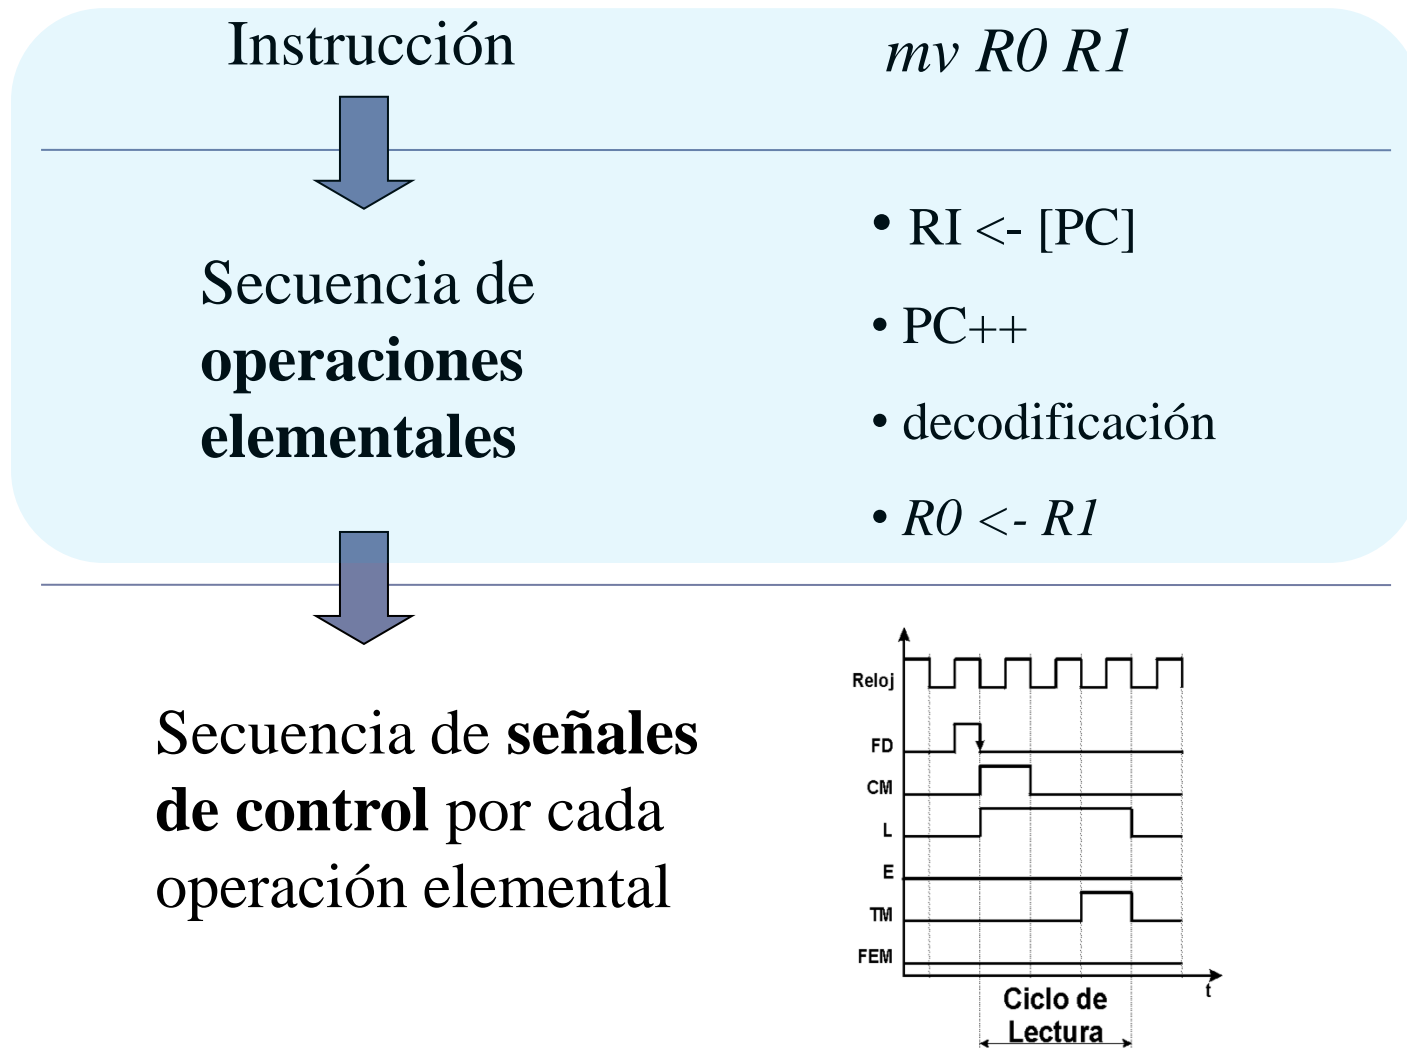 Instrucción
mv R0 R1
Secuencia de
operaciones
elementales
• RI <- [PC]
• PC++
• decodificación
• R0 <- R1
Secuencia de señales
de control por cada
operación elemental
Reloj
FD
CM
L
E
TM
FEM
t
Ciclo de
Lectura